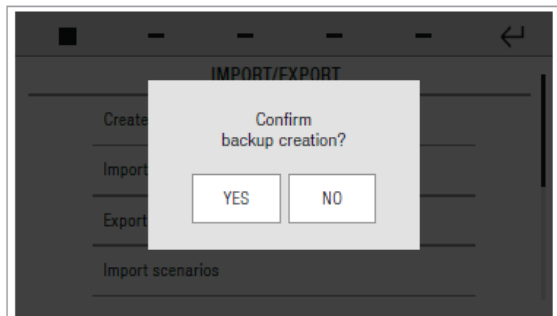 IMPORT/EXPORT
Create
Confirm
backup creation?
Import
YES NO
Export
Import scenarios